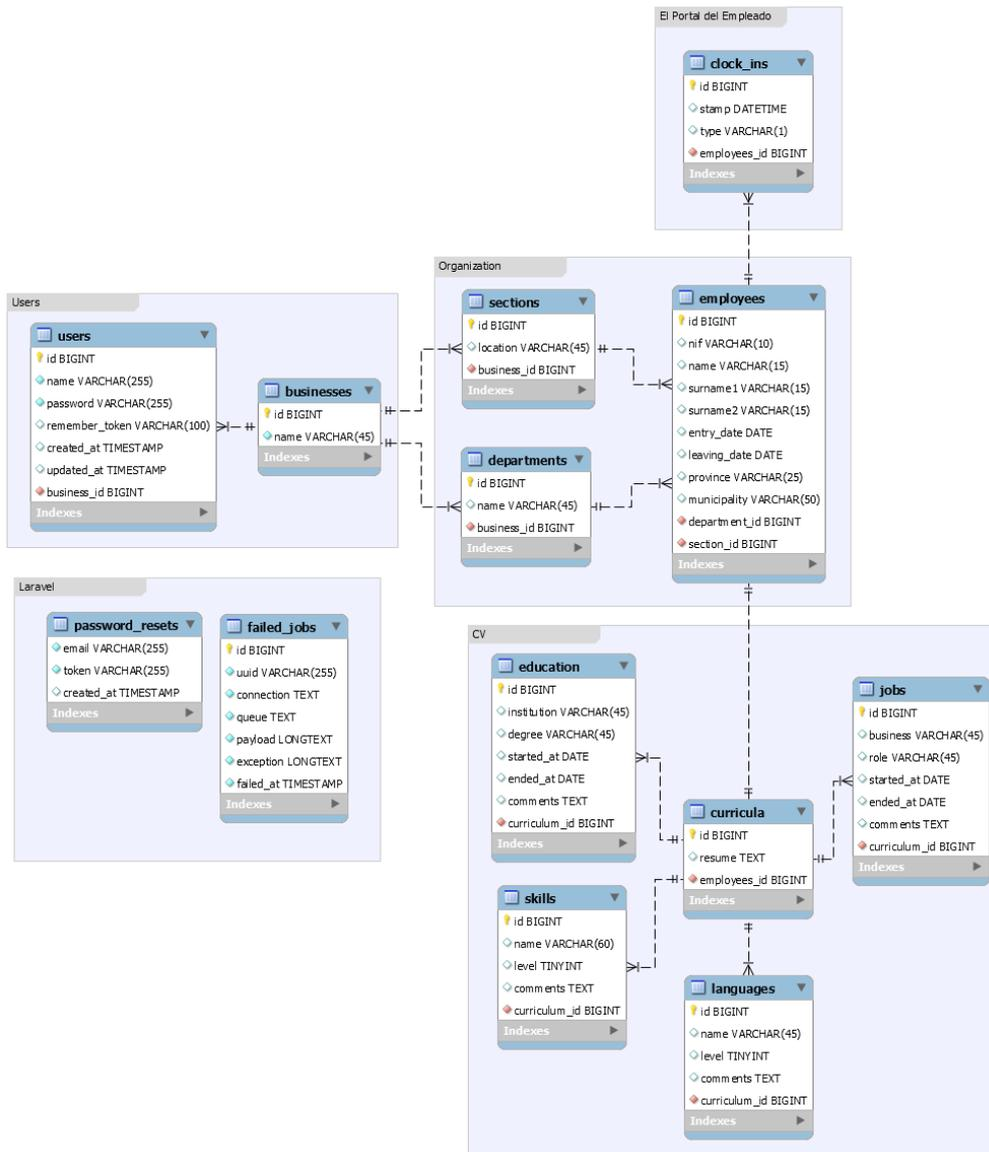 El Portal del Empleado
clock_ins
id BIGINT
stamp DATETIME
type VARCHAR(1)
employees_id BIGINT
Indexes
Organization
sections
id BIGINT
location VARCHAR(45)
business_id BIGINT
Indexes
employees
id BIGINT
nif VARCHAR(10)
name VARCHAR(15)
surname1 VARCHAR(15)
surname2 VARCHAR(15)
entry_date DATE
leaving_date DATE
province VARCHAR(25)
municipality VARCHAR(50)
department_id BIGINT
section_id BIGINT
Indexes
departments
id BIGINT
name VARCHAR(45)
business_id BIGINT
Indexes
Users
users
id BIGINT
name VARCHAR(255)
password VARCHAR(255)
remember_token VARCHAR(100)
created_at TIMESTAMP
updated_at TIMESTAMP
business_id BIGINT
Indexes
businesses
id BIGINT
name VARCHAR(45)
Indexes
Laravel
password_resets
email VARCHAR(255)
token VARCHAR(255)
created_at TIMESTAMP
Indexes
failed_jobs
id BIGINT
uuid VARCHAR(255)
connection TEXT
queue TEXT
payload LONGTEXT
exception LONGTEXT
failed_at TIMESTAMP
Indexes
CV
education
id BIGINT
institution VARCHAR(45)
degree VARCHAR(45)
started_at DATE
ended_at DATE
comments TEXT
curriculum_id BIGINT
Indexes
jobs
id BIGINT
business VARCHAR(45)
role VARCHAR(45)
started_at DATE
ended_at DATE
comments TEXT
curriculum_id BIGINT
Indexes
curricula
id BIGINT
resume TEXT
employees_id BIGINT
Indexes
skills
id BIGINT
name VARCHAR(60)
level TINYINT
comments TEXT
curriculum_id BIGINT
Indexes
languages
id BIGINT
name VARCHAR(45)
level TINYINT
comments TEXT
curriculum_id BIGINT
Indexes